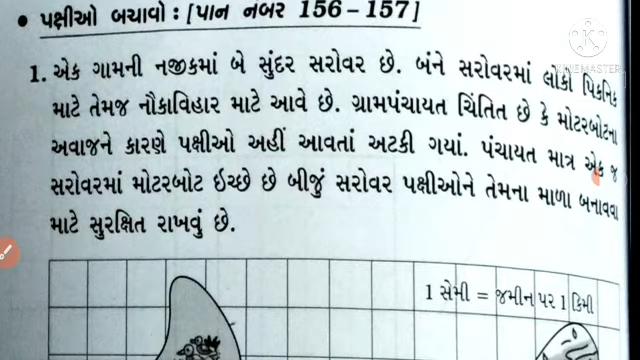 • પક્ષીઓ બચાવો : [પાન નબર 156 – 157]
1. એક ગામની નજીકમાં બે સુંદર સરોવર છે. બંને સરોવરમાં લોકો પિકનિક
માટે તેમજ નૌકાવિહાર માટે આવે છે. ગ્રામપંચાયત ચિંતિત છે કે મોટરબોટના
અવાજને કારણે પક્ષીઓ અહીં આવતાં અટકી ગયાં. પંચાયત માત્ર એક જ
સરોવરમાં મોટરબોટ ઇચ્છે છે બીજું સરોવર પક્ષીઓને તેમના માળા બનાવવા
માટે સુરક્ષિત રાખવું છે.
1 સેમી = જમીન પર 1 કિમી